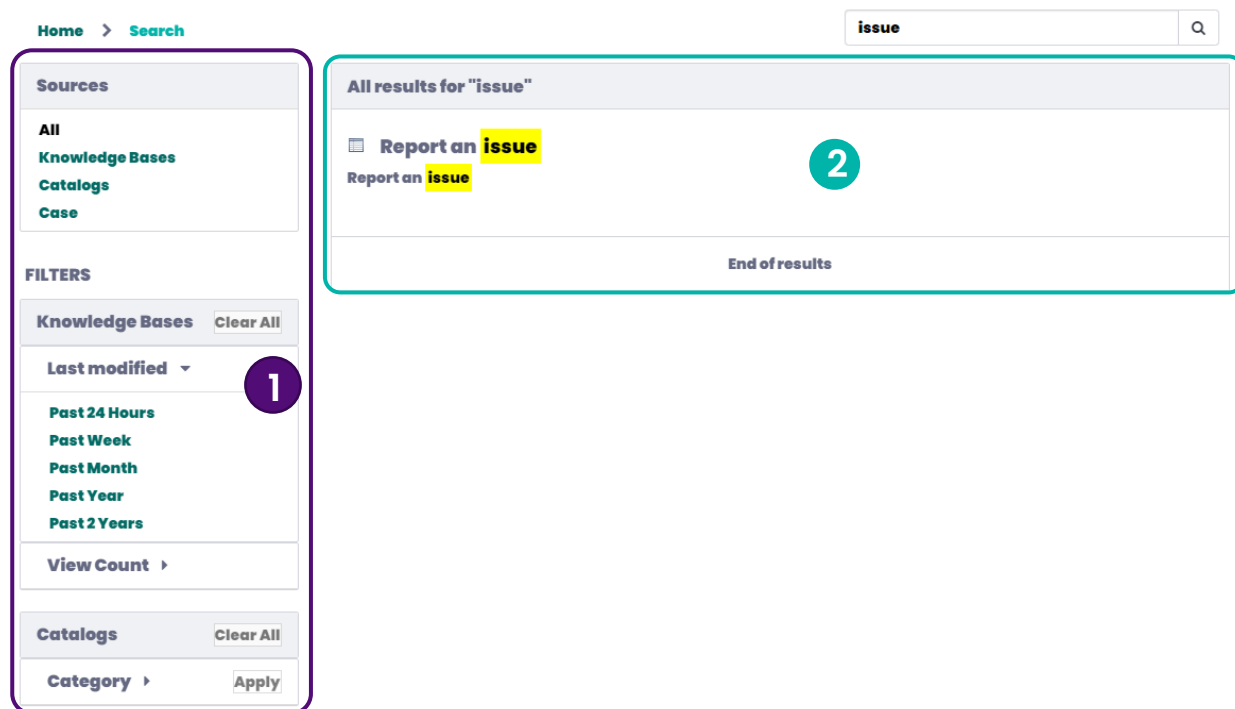 Home > Search
issue
Sources
All
Knowledge Bases
Catalogs
Case
FILTERS
Knowledge Bases Clear All
Last modified
1
Past 24 Hours
Past Week
Past Month
Past Year
Past 2 Years
View Count
Catalogs Clear All
Category Apply
All results for "issue"
Report an issue
2
Report an issue
End of results